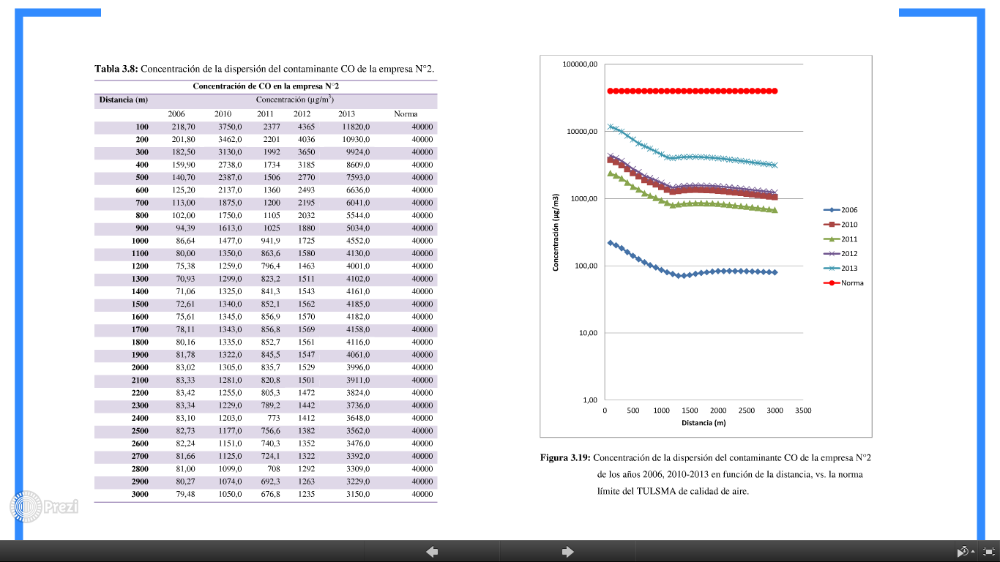 Tabla 3.8: Concentración de la dispersión del contaminante CO de la empresa N°2.
Concentración de CO en la empresa N°2
Distancia (m) Concentración (µg/m³)
2006 2010 2011 2012 2013 Norma
100 218,70 3750,0 2377 4365 11820,0 40000
200 201,80 3462,0 2201 4036 10930,0 40000
300 182,50 3130,0 1992 3650 9924,0 40000
400 159,90 2738,0 1734 3185 8609,0 40000
500 140,70 2387,0 1506 2770 7593,0 40000
600 125,20 2137,0 1360 2493 6636,0 40000
700 113,00 1875,0 1200 2195 6041,0 40000
800 102,00 1750,0 1105 2032 5544,0 40000
900 94,39 1613,0 1025 1880 5034,0 40000
1000 86,64 1477,0 941,9 1725 4552,0 40000
1100 80,00 1350,0 863,6 1580 4130,0 40000
1200 75,38 1259,0 796,4 1463 4001,0 40000
1300 70,93 1299,0 823,2 1511 4102,0 40000
1400 71,06 1325,0 841,3 1543 4161,0 40000
1500 72,61 1340,0 852,1 1562 4185,0 40000
1600 75,61 1345,0 856,9 1570 4182,0 40000
1700 78,11 1343,0 856,8 1569 4158,0 40000
1800 80,16 1335,0 852,7 1561 4116,0 40000
1900 81,78 1322,0 845,5 1547 4061,0 40000
2000 83,02 1305,0 835,7 1529 3996,0 40000
2100 83,33 1281,0 820,8 1501 3911,0 40000
2200 83,42 1255,0 805,3 1472 3824,0 40000
2300 83,34 1229,0 789,2 1442 3736,0 40000
2400 83,10 1203,0 773 1412 3648,0 40000
2500 82,73 1177,0 756,6 1382 3562,0 40000
2600 82,24 1151,0 740,3 1352 3476,0 40000
2700 81,66 1125,0 724,1 1322 3392,0 40000
2800 81,00 1099,0 708 1292 3309,0 40000
2900 80,27 1074,0 692,3 1263 3229,0 40000
3000 79,48 1050,0 676,8 1235 3150,0 40000
Prezi
100000,00
10000,00
1000,00
100,00
10,00
1,00
Concentración (µg/m3)
0 500 1000 1500 2000 2500 3000 3500
Distancia (m)
2006
2010
2011
2012
2013
Norma
Figura 3.19: Concentración de la dispersión del contaminante CO de la empresa N°2
de los años 2006, 2010-2013 en función de la distancia, vs. la norma
límite del TULSMA de calidad de aire.